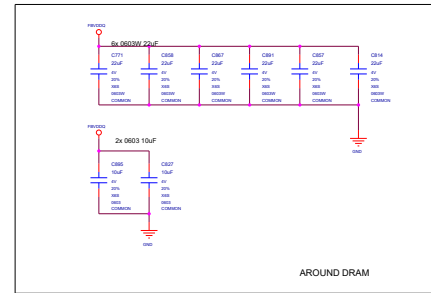 FBVDDQ
6x 0603W 22uF
C771 C858 C867 C891 C857 C814
22uF 22uF 22uF 22uF 22uF 22uF
4V 4V 4V 4V 4V 4V
20% 20% 20% 20% 20% 20%
X6S X6S X6S X6S X6S X6S
0603W 0603W 0603W 0603W 0603W 0603W
COMMON COMMON COMMON COMMON COMMON COMMON
GND
FBVDDQ
2x 0603 10uF
C885 C827
10uF 10uF
4V 4V
20% 20%
X6S X6S
0603 0603
COMMON COMMON
GND
AROUND DRAM